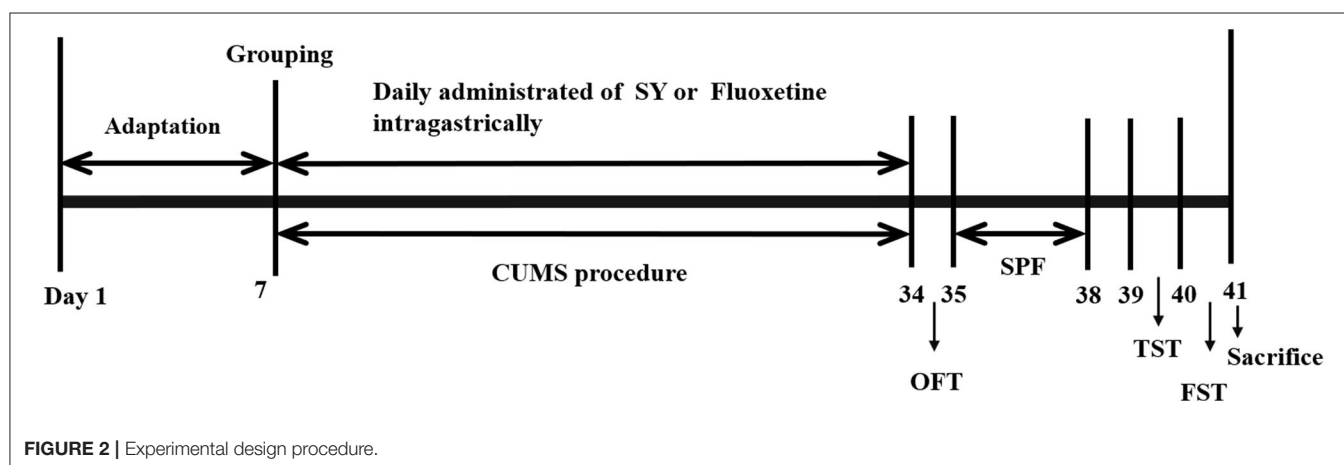 Grouping
Daily administrated of SY or Fluoxetine
intragastrically
Adaptation
CUMS procedure
SPF
Day 1
7
34
35
38
39
40
41
OFT
TST
FST
Sacrifice
FIGURE 2 | Experimental design procedure.